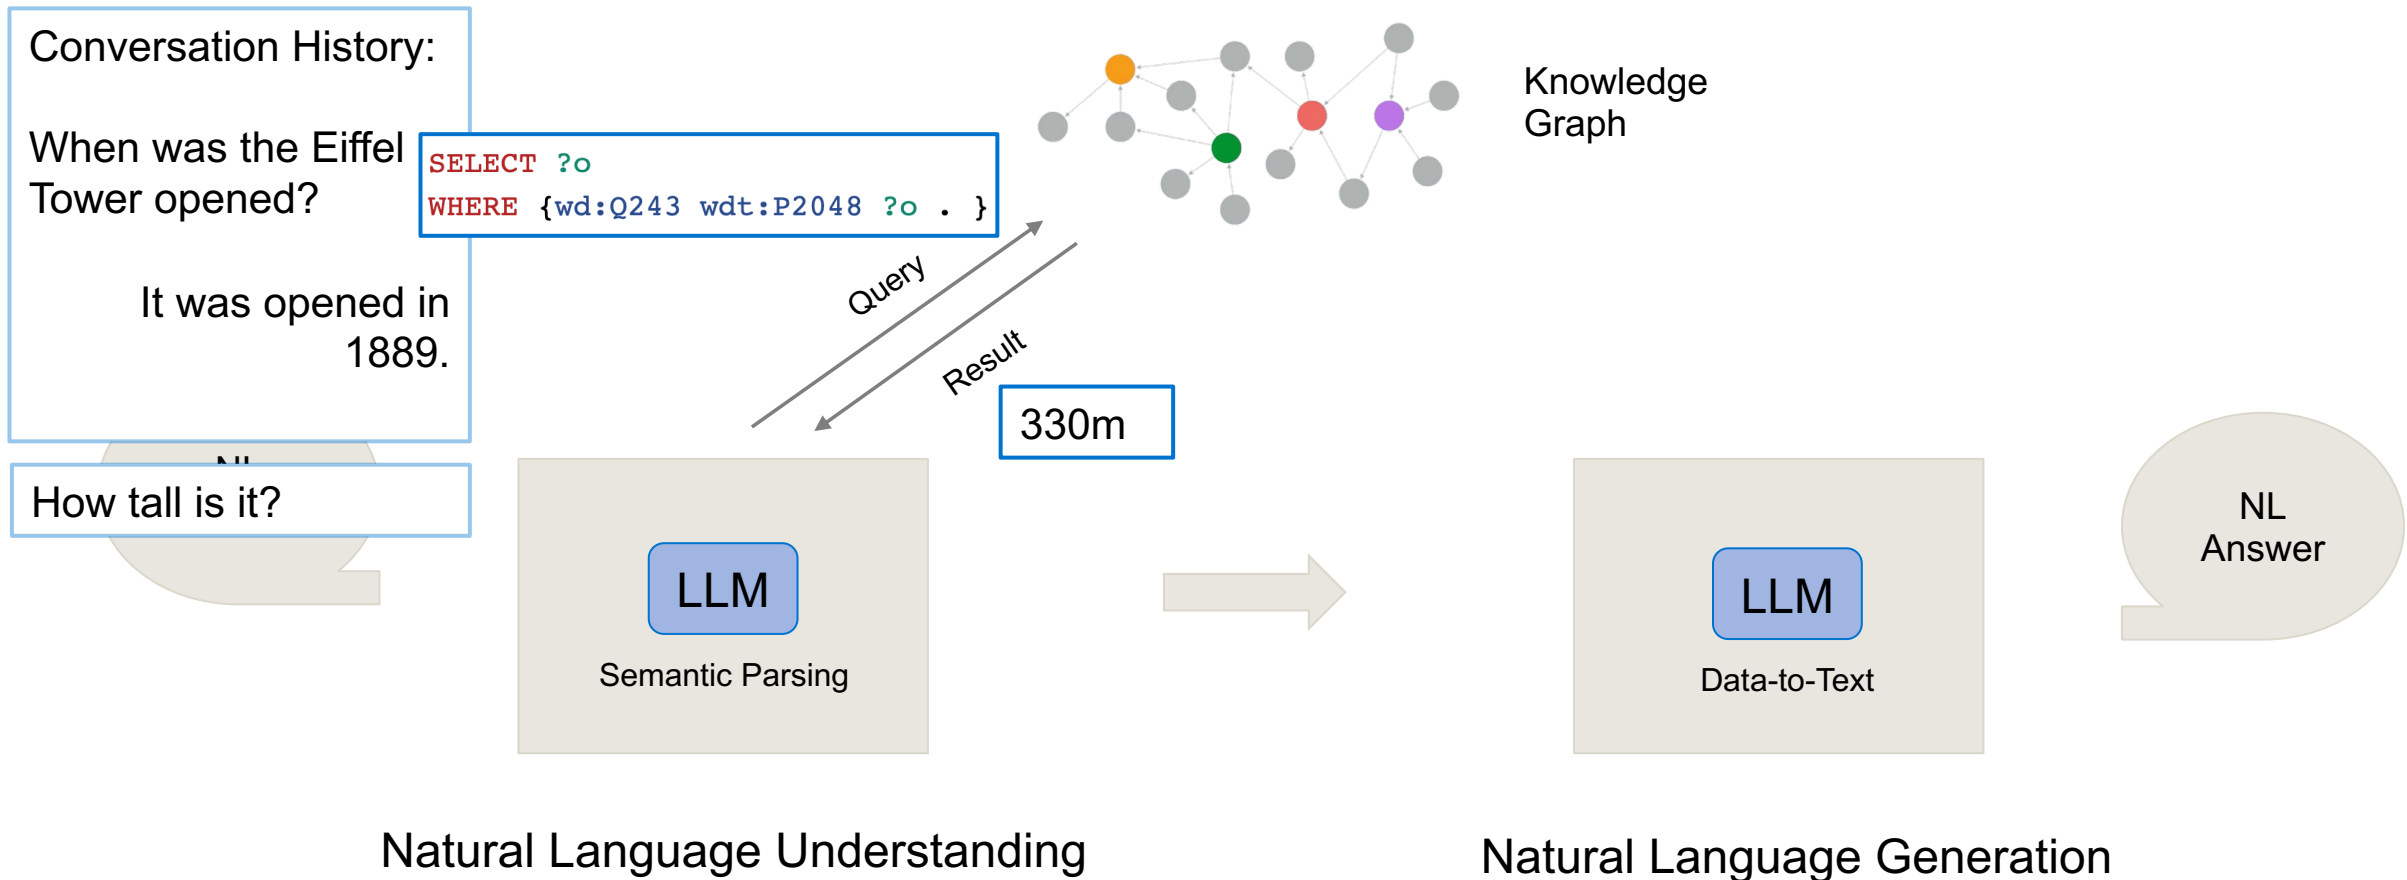 Conversation History:
When was the Eiffel
Tower opened?
It was opened in
1889.
SELECT ?o
WHERE {wd:Q243 wdt:P2048 ?o . }
Knowledge
Graph
Query
Result
330m
NL
How tall is it?
LLM
Semantic Parsing
LLM
Data-to-Text
NL
Answer
Natural Language Understanding
Natural Language Generation